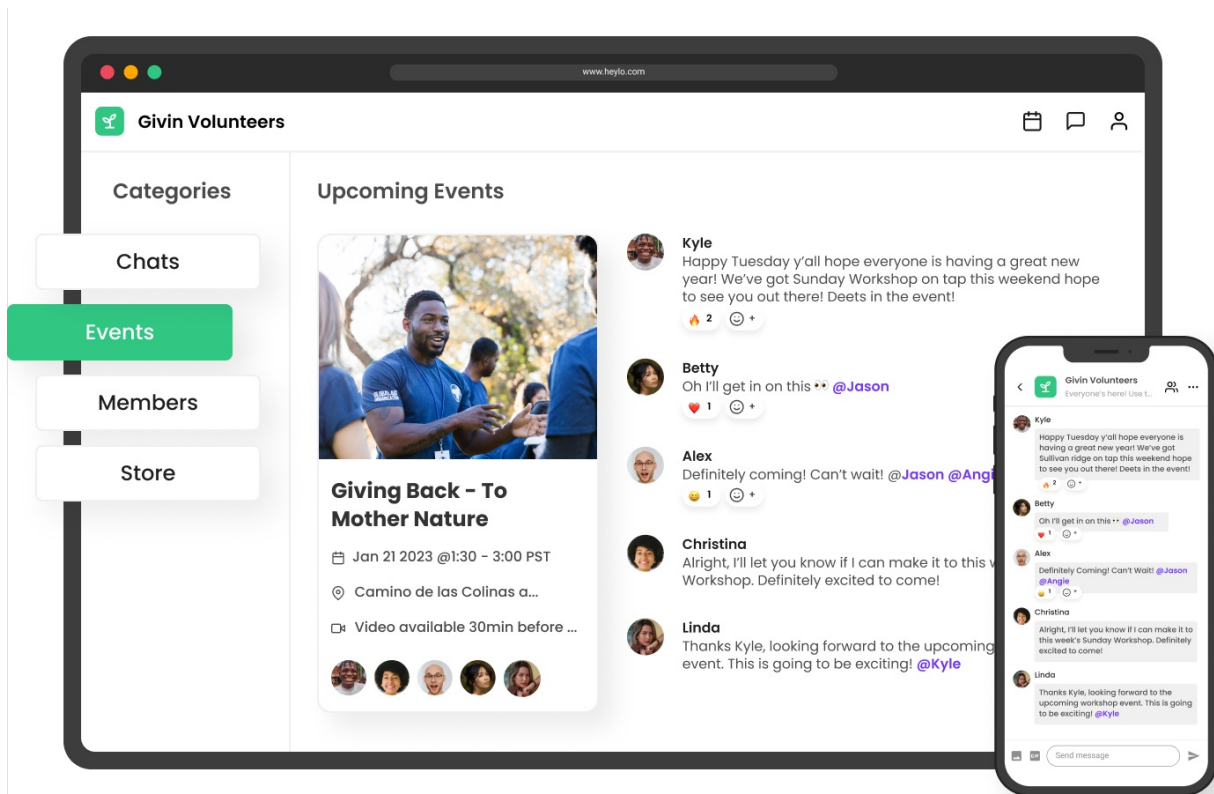 www.heylo.com
Givin Volunteers
Categories
Chats
Events
Members
Store
Upcoming Events
Giving Back - To
Mother Nature
Jan 21 2023 @1:30 - 3:00 PST
Camino de las Colinas a...
Video available 30min before ...
Kyle
Happy Tuesday y'all hope everyone is having a great new
year! We've got Sunday Workshop on tap this weekend hope
to see you out there! Deets in the event!
🔥 2
+
Betty
Oh I'll get in on this 👀 @Jason
❤️ 1
+
Alex
Definitely coming! Can't wait! @Jason @Angi
😄 1
+
Christina
Alright, I'll let you know if I can make it to this w
Workshop. Definitely excited to come!
Linda
Thanks Kyle, looking forward to the upcoming
event. This is going to be exciting! @Kyle
Givin Volunteers
Everyone's here! Use t...
Kyle
Happy Tuesday y'all hope everyone is
having a great new year! We've got
Sullivan ridge on tap this weekend hope
to see you out there! Deets in the event!
🔥 2
+
Betty
Oh I'll get in on this 👀 @Jason
❤️ 1
+
Alex
Definitely Coming! Can't Wait! @Jason
@Angie
😄 1
+
Christina
Alright, I'll let you know if I can make it to
this week's Sunday Workshop. Definitely
excited to come!
Linda
Thanks Kyle, looking forward to the
upcoming workshop event. This is going
to be exciting! @Kyle
GIF
Send message